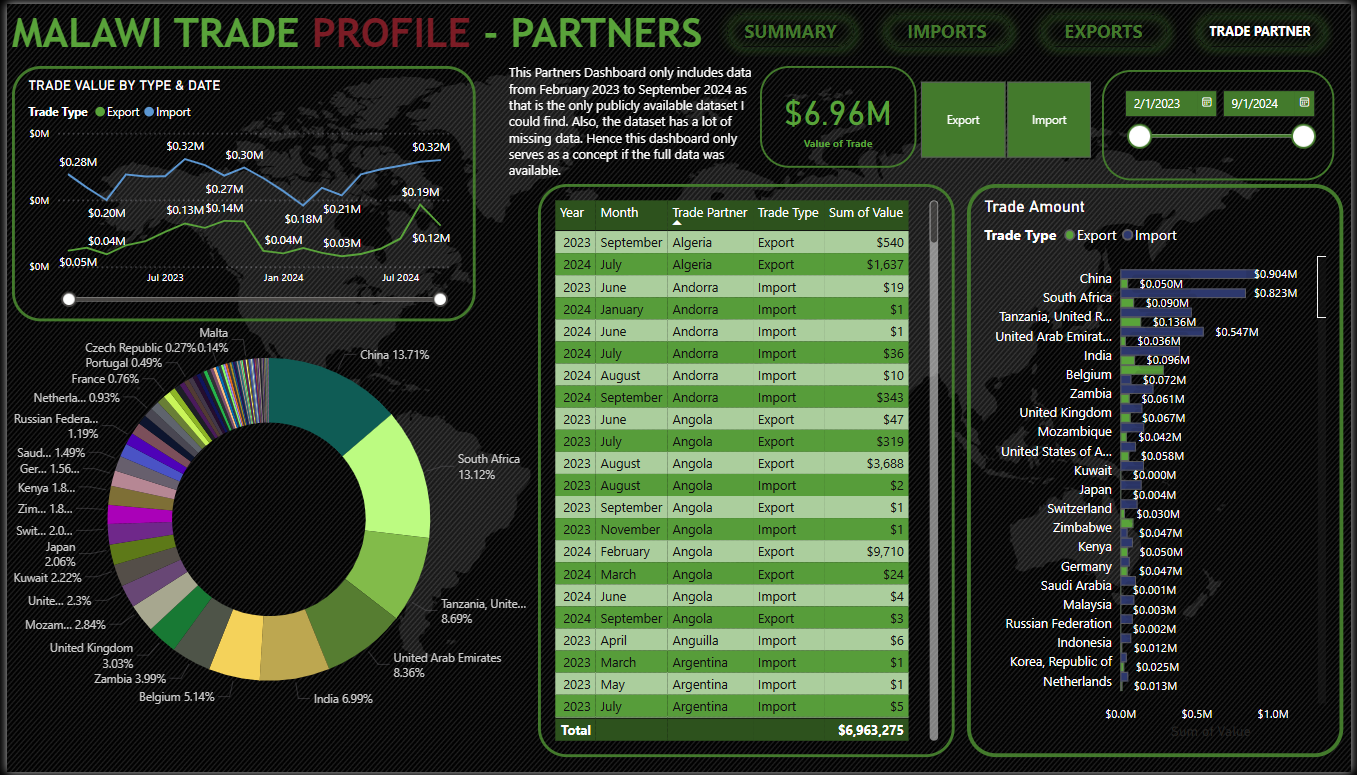 MALAWI TRADE PROFILE - PARTNERS
SUMMARY
IMPORTS
EXPORTS
TRADE PARTNER
TRADE VALUE BY TYPE & DATE
Trade Type Export Import
$0M
$0M
$0M
$0.28M
$0.20M
$0.32M
$0.27M
$0.30M
$0.18M
$0.21M
$0.32M
$0.05M
$0.04M
$0.13M
$0.14M
$0.04M
$0.03M
$0.19M
$0.12M
Jul 2023
Jan 2024
Jul 2024
This Partners Dashboard only includes data
from February 2023 to September 2024 as
that is the only publicly available dataset I
could find. Also, the dataset has a lot of
missing data. Hence this dashboard only
serves as a concept if the full data was
available.
$6.96M
Value of Trade
Export
Import
2/1/2023
9/1/2024
China 13.71%
South Africa
13.12%
Tanzania, Unite...
8.69%
United Arab Emirates
8.36%
India 6.99%
Belgium 5.14%
Zambia 3.99%
United Kingdom
3.03%
Mozam... 2.84%
Unite... 2.3%
Kuwait 2.22%
Japan
2.06%
Swit... 2.0...
Zim... 1.8...
Kenya 1.8...
Ger... 1.56...
Saud... 1.49%
Russian Federa...
1.19%
Netherla... 0.93%
France 0.76%
Portugal 0.49%
Czech Republic 0.27%
Malta
0.14%
Year Month Trade Partner Trade Type Sum of Value
2023 September Algeria Export $540
2024 July Algeria Export $1,637
2023 June Andorra Import $19
2024 January Andorra Import $1
2024 June Andorra Import $1
2024 July Andorra Import $36
2024 August Andorra Import $10
2024 September Andorra Import $343
2023 June Angola Export $47
2023 July Angola Export $319
2023 August Angola Export $3,688
2023 August Angola Import $2
2023 September Angola Export $1
2023 November Angola Import $1
2024 February Angola Export $9,710
2024 March Angola Export $24
2024 June Angola Import $4
2024 September Angola Export $3
2023 April Anguilla Import $6
2023 March Argentina Import $1
2023 May Argentina Import $1
2023 July Argentina Import $5
Total $6,963,275
Trade Amount
Trade Type Export Import
China $0.904M
$0.050M
South Africa $0.823M
$0.090M
Tanzania, United R...
$0.136M
United Arab Emirat... $0.547M
$0.036M
India
$0.096M
Belgium
$0.072M
Zambia
$0.061M
United Kingdom
$0.067M
Mozambique
$0.042M
United States of A...
$0.058M
Kuwait
$0.000M
Japan
$0.004M
Switzerland
$0.030M
Zimbabwe
$0.047M
Kenya
$0.050M
Germany
$0.047M
Saudi Arabia
$0.001M
Malaysia
$0.003M
Russian Federation
$0.002M
Indonesia
$0.012M
Korea, Republic of
$0.025M
Netherlands
$0.013M
$0.0M
$0.5M
$1.0M
Sum of Value